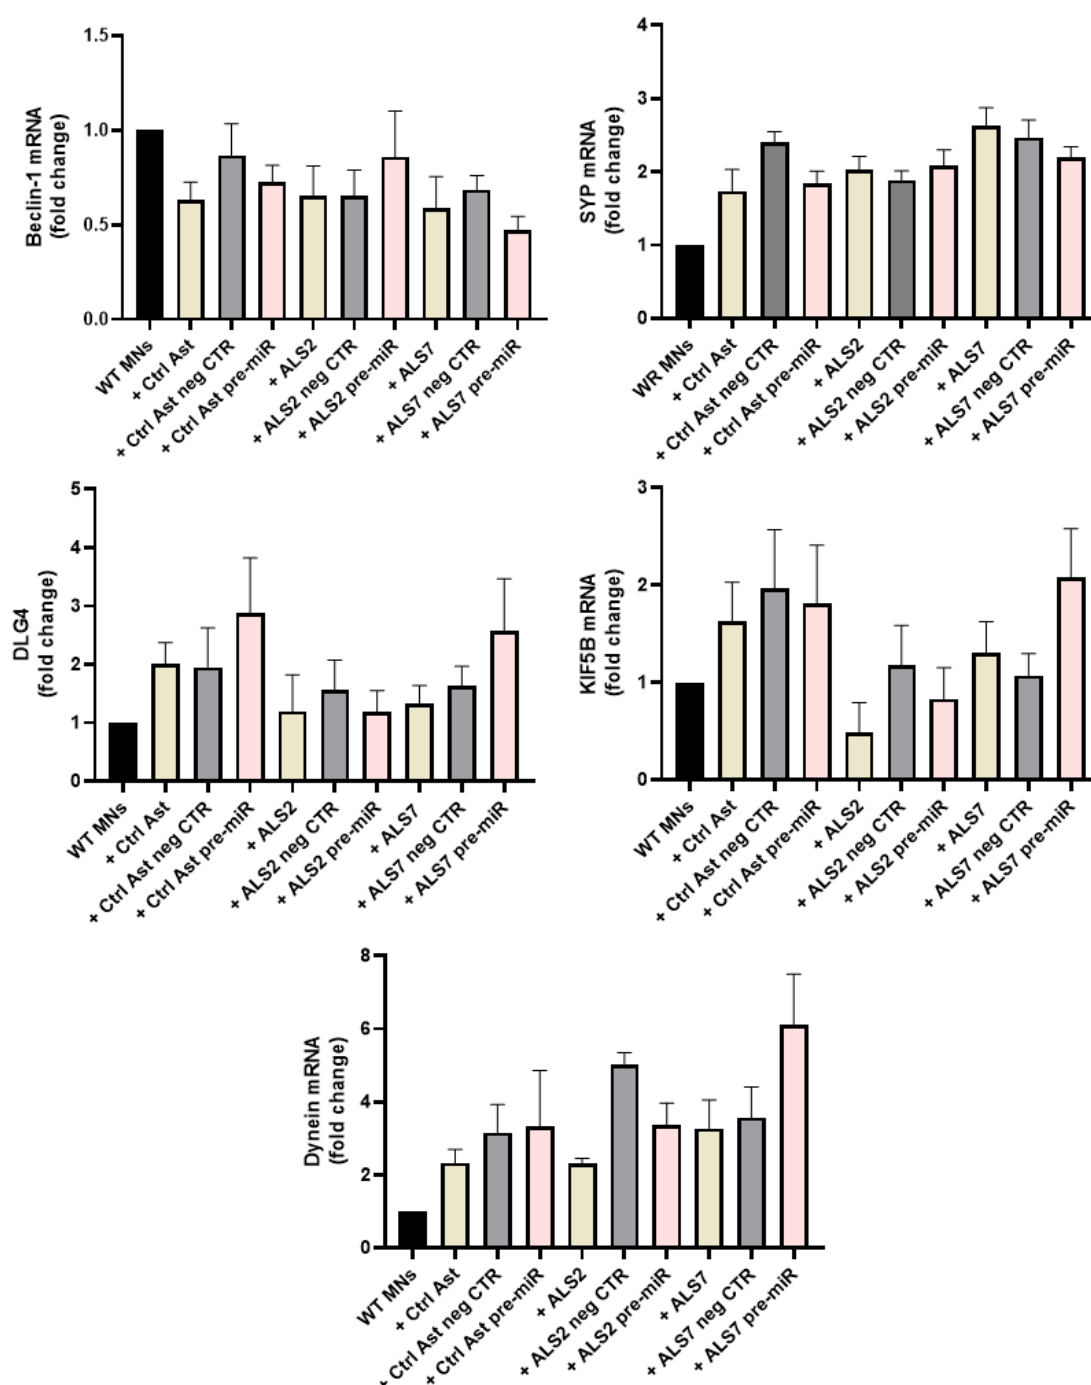 Beclin-1 mRNA
(fold change)
1.5
1.0
0.5
0.0
WT MNs
+ Ctrl Ast
+ Ctrl Ast neg CTR
+ Ctrl Ast pre-miR
+ ALS2
+ ALS2 neg CTR
+ ALS2 pre-miR
+ ALS7
+ ALS7 neg CTR
+ ALS7 pre-miR
SYP mRNA
(fold change)
4
3
2
1
0
WR MNs
+ Ctrl Ast
+ Ctrl Ast neg CTR
+ Ctrl Ast pre-miR
+ ALS2
+ ALS2 neg CTR
+ ALS2 pre-miR
+ ALS7
+ ALS7 neg CTR
+ ALS7 pre-miR
DLG4
(fold change)
5
4
3
2
1
0
WT MNs
+ Ctrl Ast
+ Ctrl Ast neg CTR
+ Ctrl Ast pre-miR
+ ALS2
+ ALS2 neg CTR
+ ALS2 pre-miR
+ ALS7
+ ALS7 neg CTR
+ ALS7 pre-miR
KIF5B mRNA
(fold change)
3
2
1
0
WT MNs
+ Ctrl Ast
+ Ctrl Ast neg CTR
+ Ctrl Ast pre-miR
+ ALS2
+ ALS2 neg CTR
+ ALS2 pre-miR
+ ALS7
+ ALS7 neg CTR
+ ALS7 pre-miR
Dynein mRNA
(fold change)
8
6
4
2
0
WT MNs
+ Ctrl Ast
+ Ctrl Ast neg CTR
+ Ctrl Ast pre-miR
+ ALS2
+ ALS2 neg CTR
+ ALS2 pre-miR
+ ALS7
+ ALS7 neg CTR
+ ALS7 pre-miR